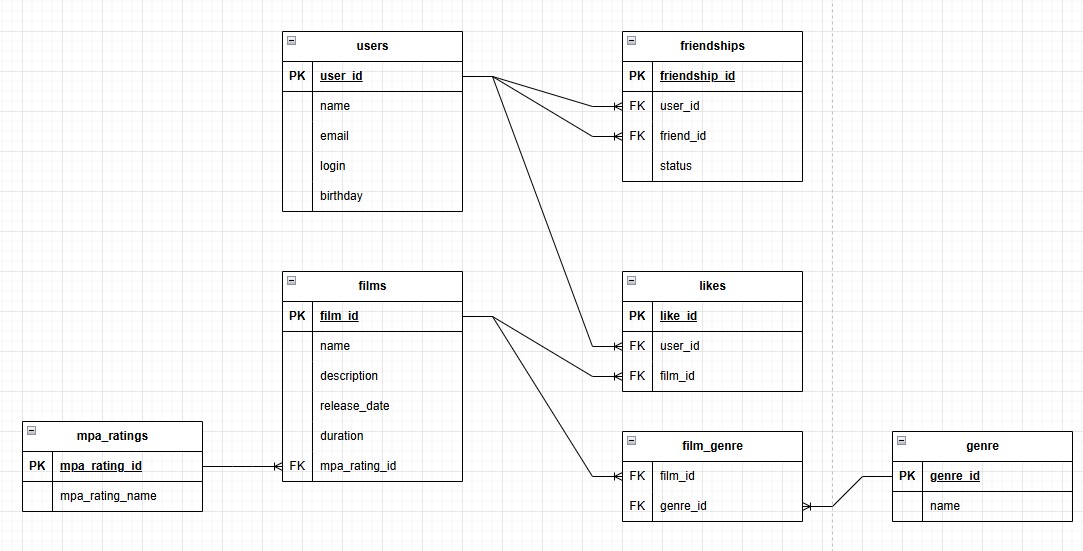 users
PK user_id
name
email
login
birthday
friendships
PK friendship_id
FK user_id
FK friend_id
status
films
PK film_id
name
description
release_date
duration
FK mpa_rating_id
likes
PK like_id
FK user_id
FK film_id
mpa_ratings
PK mpa_rating_id
mpa_rating_name
film_genre
FK film_id
FK genre_id
genre
PK genre_id
name